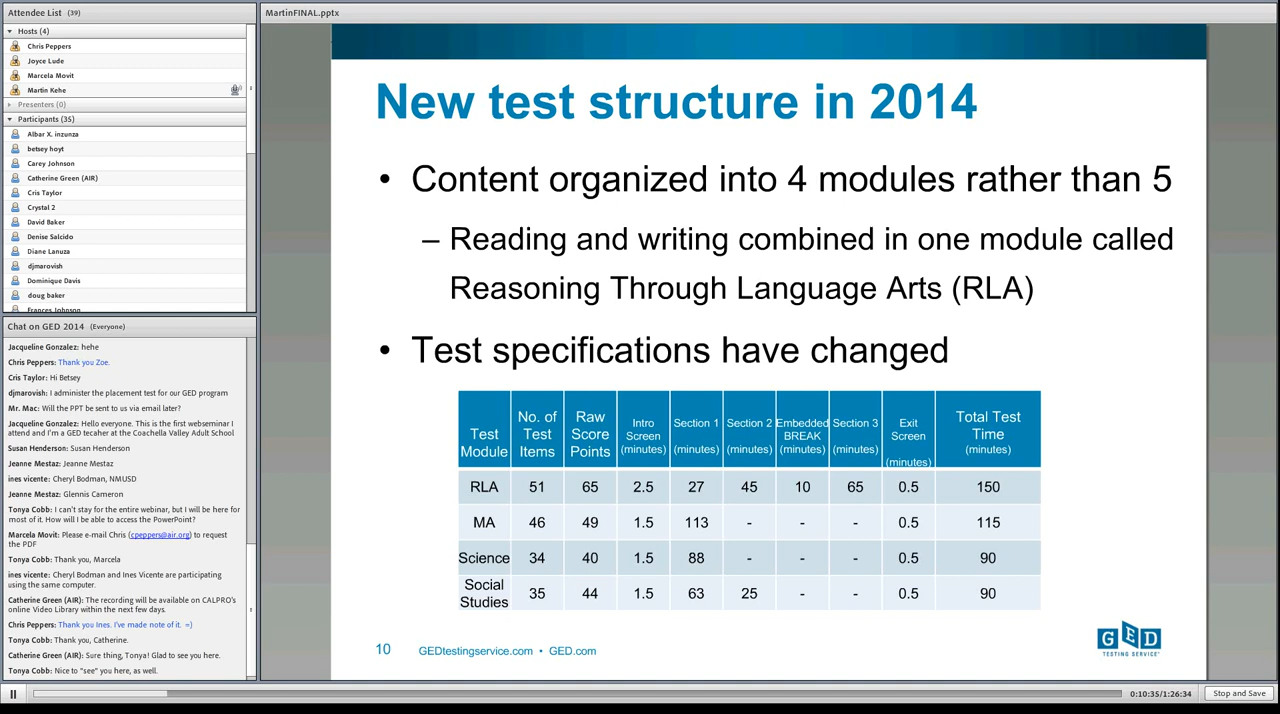 Attendee List (39)
Hosts (4)
Chris Peppers
Joyce Lude
Marcela Movit
Martin Kehe
Presenters (0)
Participants (35)
Albar X. inzunza
betsey hoyt
Carey Johnson
Catherine Green (AIR)
Cris Taylor
Crystal 2
David Baker
Denise Salcido
Diane Lanuza
djmarovish
Dominique Davis
doug baker
Frances Johnson
Chat on GED 2014 (Everyone)
Jacqueline Gonzalez: hehe
Chris Peppers: Thank you Zoe.
Cris Taylor: Hi Betsey
djmarovish: I administer the placement test for our GED program
Mr. Mac: Will the PPT be sent to us via email later?
Jacqueline Gonzalez: Hello everyone. This is the first webseminar I
attend and I'm a GED tecaher at the Coachella Valley Adult School
Susan Henderson: Susan Henderson
Jeanne Mestaz: Jeanne Mestaz
ines vicente: Cheryl Bodman, NMUSD
Jeanne Mestaz: Glennis Cameron
Tonya Cobb: I can't stay for the entire webinar, but I will be here for
most of it. How will I be able to access the PowerPoint?
Marcela Movit: Please e-mail Chris (cpeppers@air.org) to request
the PDF
Tonya Cobb: Thank you, Marcela
ines vicente: Cheryl Bodman and Ines Vicente are participating
using the same computer.
Catherine Green (AIR): The recording will be available on CALPRO's
online Video Library within the next few days.
Chris Peppers: Thank you Ines. I've made note of it. =)
Tonya Cobb: Thank you, Catherine.
Catherine Green (AIR): Sure thing, Tonya! Glad to see you here.
Tonya Cobb: Nice to "see" you here, as well.
MartinFINAL.pptx
New test structure in 2014
• Content organized into 4 modules rather than 5
– Reading and writing combined in one module called
Reasoning Through Language Arts (RLA)
• Test specifications have changed
Test Module No. of Test Items Raw Score Points Intro Screen (minutes) Section 1 (minutes) Section 2 (minutes) Embedded BREAK (minutes) Section 3 (minutes) Exit Screen (minutes) Total Test Time (minutes)
RLA 51 65 2.5 27 45 10 65 0.5 150
MA 46 49 1.5 113 - - - 0.5 115
Science 34 40 1.5 88 - - - 0.5 90
Social Studies 35 44 1.5 63 25 - - 0.5 90
10 GEDtestingservice.com • GED.com
GED
TESTING SERVICE
0:10:35/1:26:34
Stop and Save